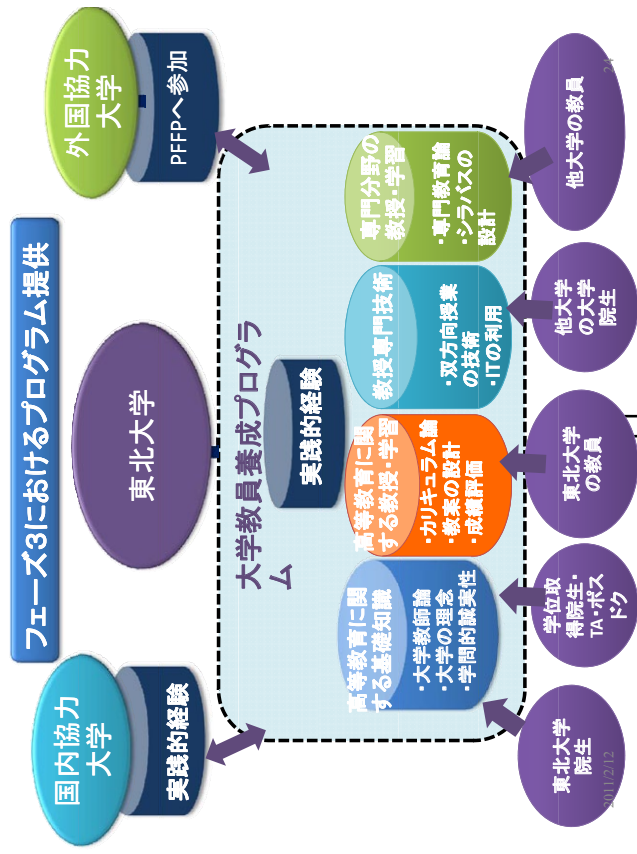 フェーズ3におけるプログラム提供
国内協力
大学
実践的経験
東北大学
外国協力
大学
PFFPへ参加
大学教員養成プログラ
ム
実践的経験
高等教育に関
する基礎知識
・大学教師論
・大学の理念
・学問的誠実性
高等教育に関
する教授・学習
・カリキュラム論
・教案の設計
・成績評価
教授専門技術
・双方向授業
の技術
・ITの利用
専門分野の
教授・学習
・専門教育論
・シラバスの
設計
東北大学
院生
学位取
得院生・
TA・ポス
ドク
東北大学
の教員
他大学
の大学
院生
他大学の教員
2011/2/12
24